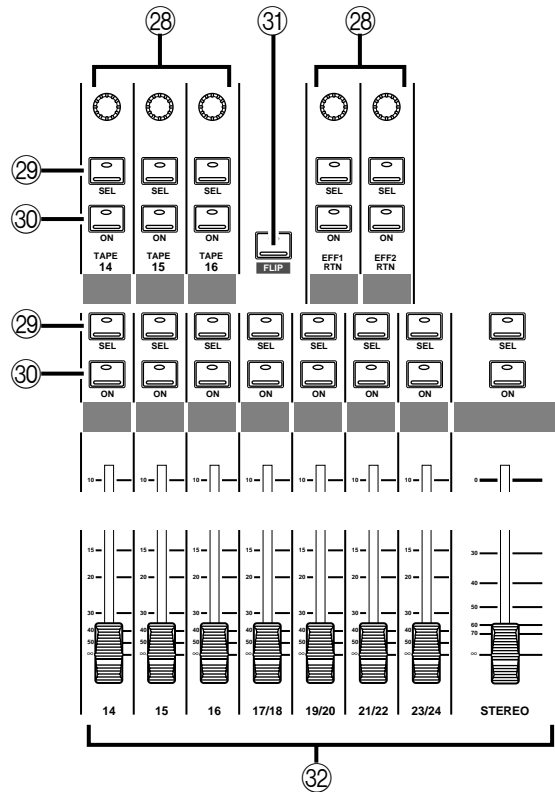 ㉘ ㉛ ㉘
㉙
SEL SEL SEL SEL SEL
㉚
ON ON ON ON ON
TAPE 14 TAPE 15 TAPE 16 FLIP EFF1 RTN EFF2 RTN
㉙
SEL SEL SEL SEL SEL SEL SEL SEL
㉚
ON ON ON ON ON ON ON ON
10 10 10 10 10 10 10 0
15 15 15 15 15 15 15 30
20 20 20 20 20 20 20 40
30 30 30 30 30 30 30 50
40 40 40 40 40 40 40 60
50 50 50 50 50 50 50 70
∞ ∞ ∞ ∞ ∞ ∞ ∞ ∞
14 15 16 17/18 19/20 21/22 23/24 STEREO
㉜